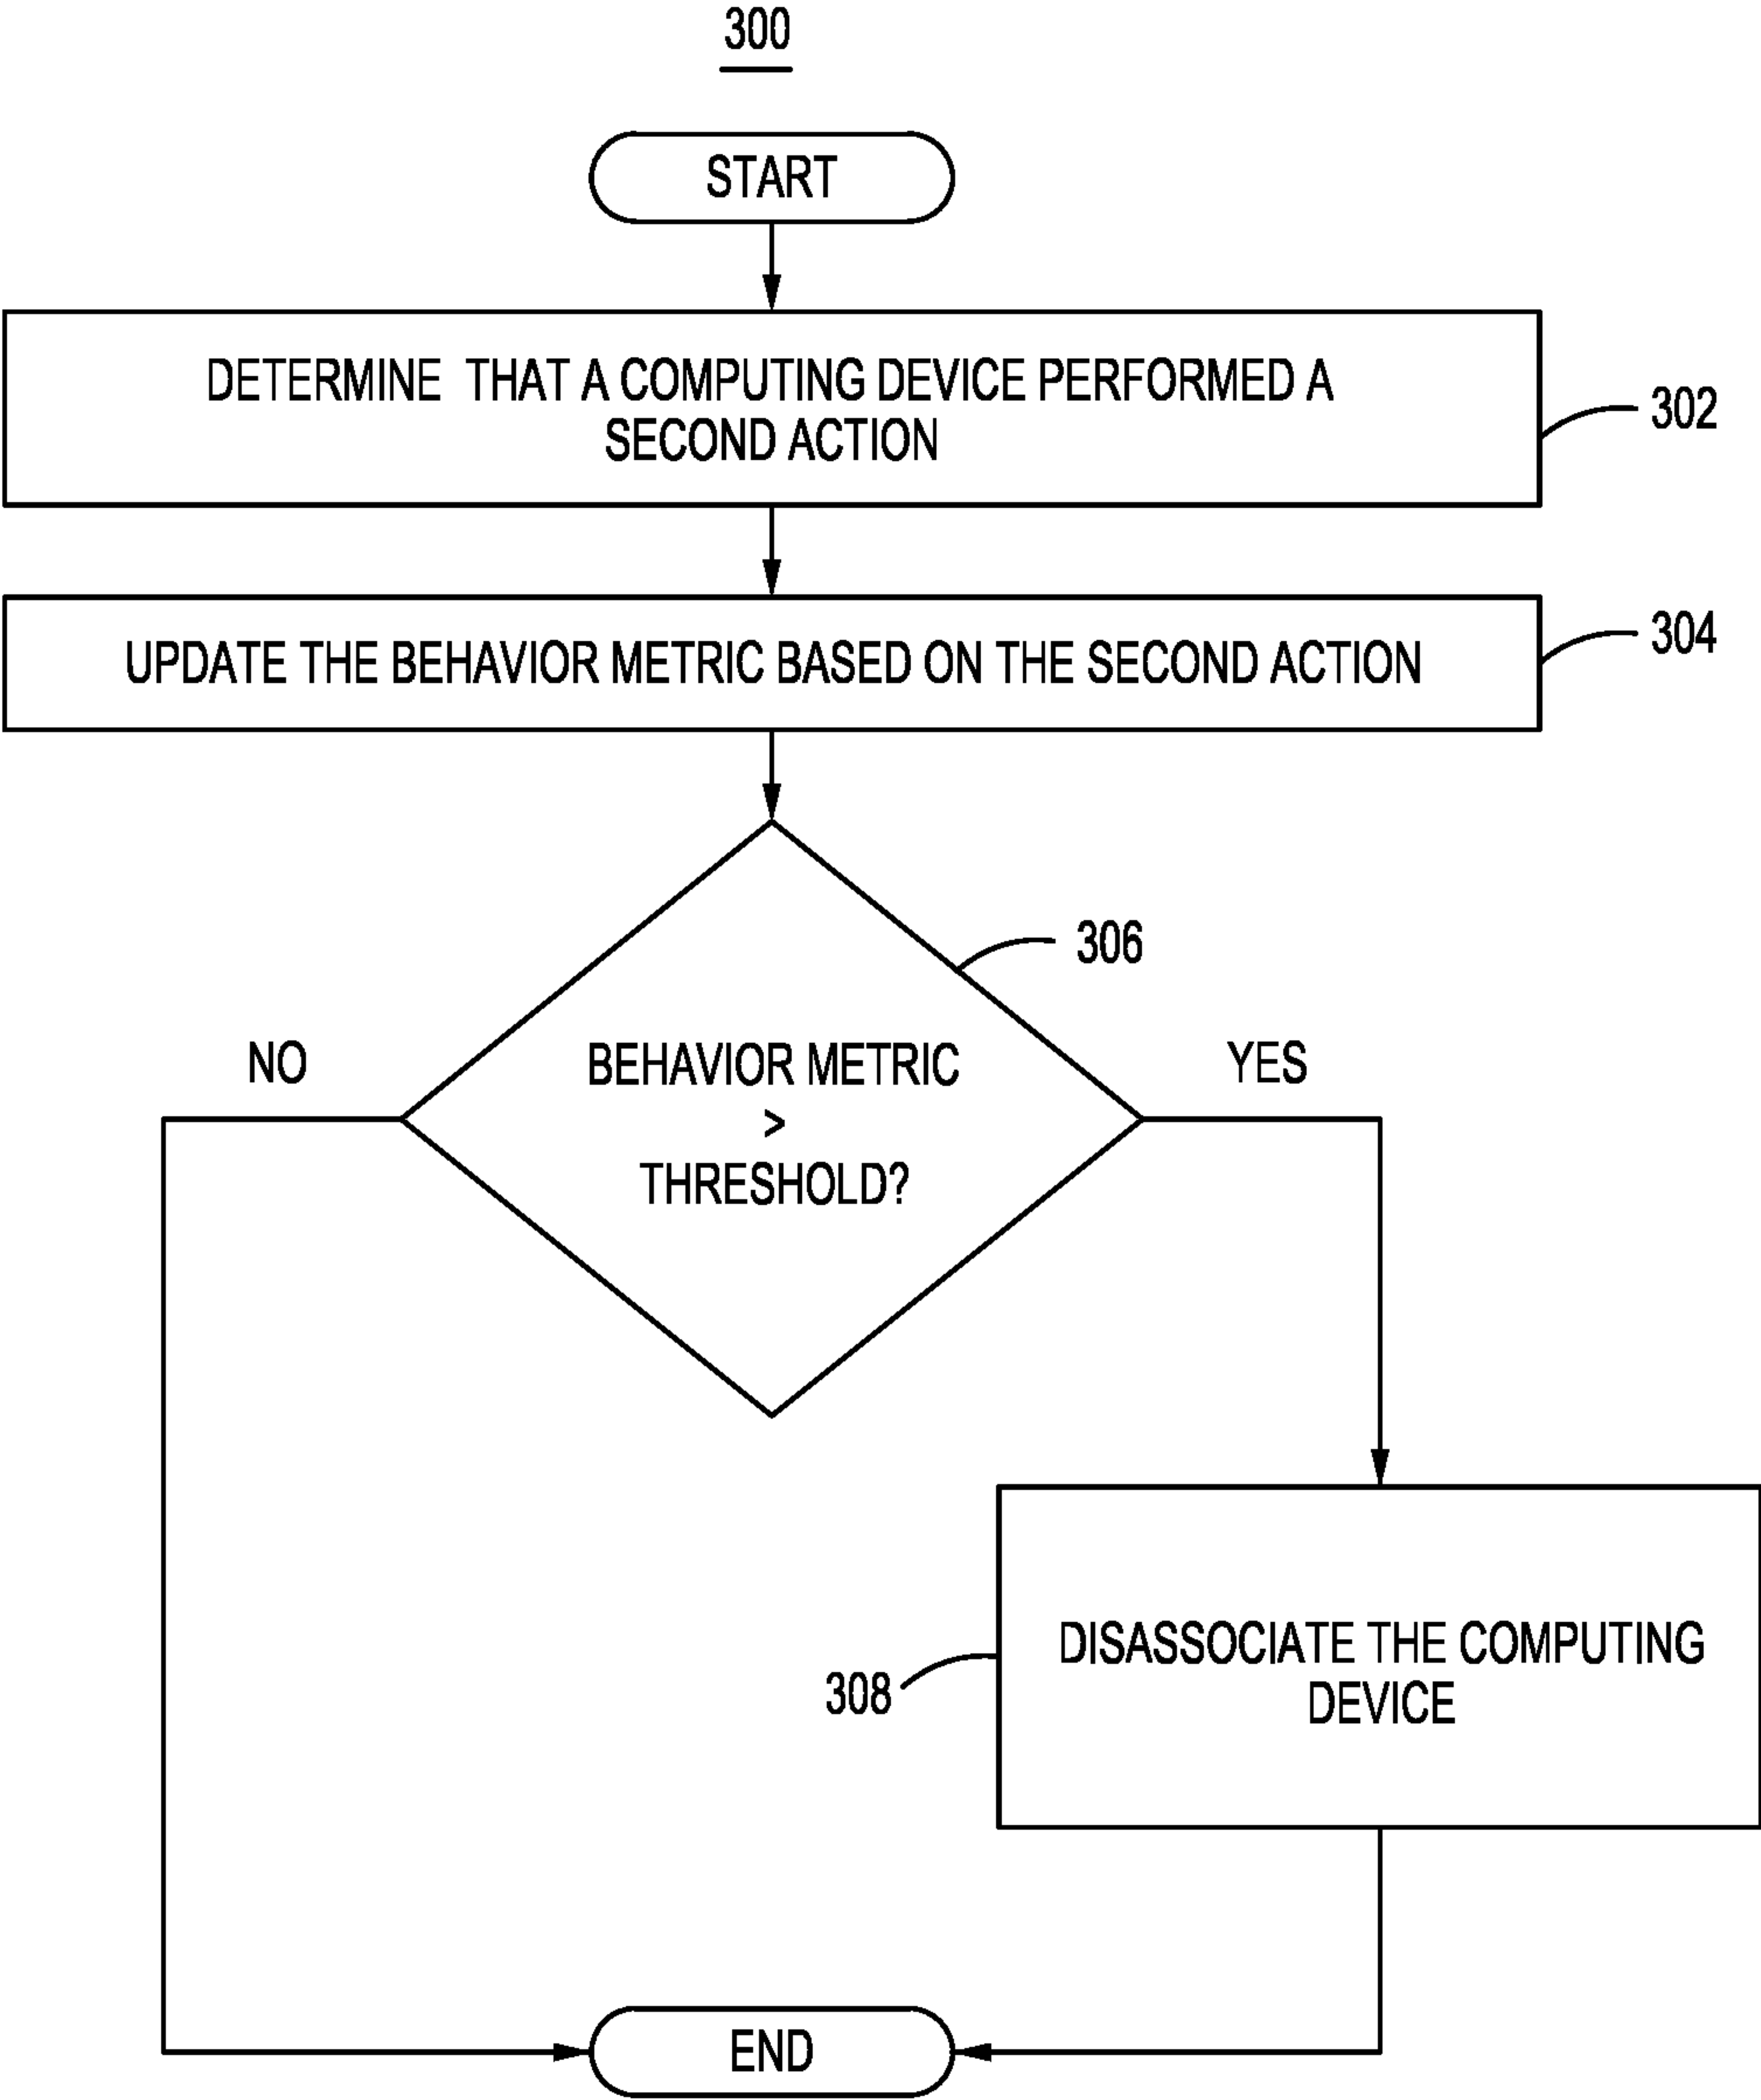 300
START
DETERMINE THAT A COMPUTING DEVICE PERFORMED A
SECOND ACTION
302
UPDATE THE BEHAVIOR METRIC BASED ON THE SECOND ACTION
304
306
NO
BEHAVIOR METRIC
>
THRESHOLD?
YES
DISASSOCIATE THE COMPUTING
DEVICE
308
END